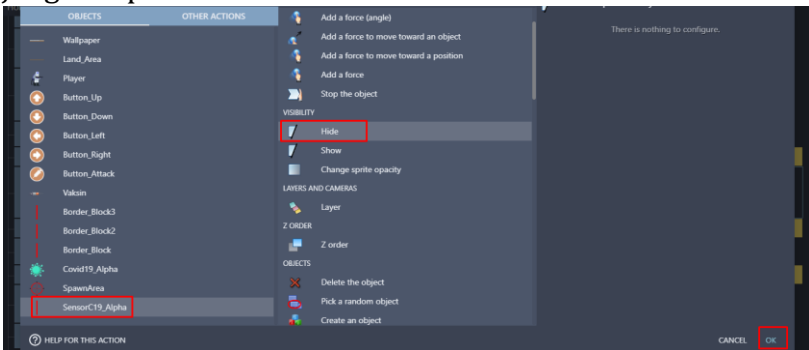 OBJECTS
OTHER ACTIONS
Wallpaper
Land_Area
Player
Button_Up
Button_Down
Button_Left
Button_Right
Button_Attack
Vaksin
Border_Block3
Border_Block2
Border_Block
Covid19_Alpha
SpawnArea
SensorC19_Alpha
Add a force (angle)
Add a force to move toward an object
Add a force to move toward a position
Add a force
Stop the object
VISIBILITY
Hide
Show
Change sprite opacity
LAYERS AND CAMERAS
Layer
Z ORDER
Z order
OBJECTS
Delete the object
Pick a random object
Create an object
There is nothing to configure.
HELP FOR THIS ACTION
CANCEL
OK